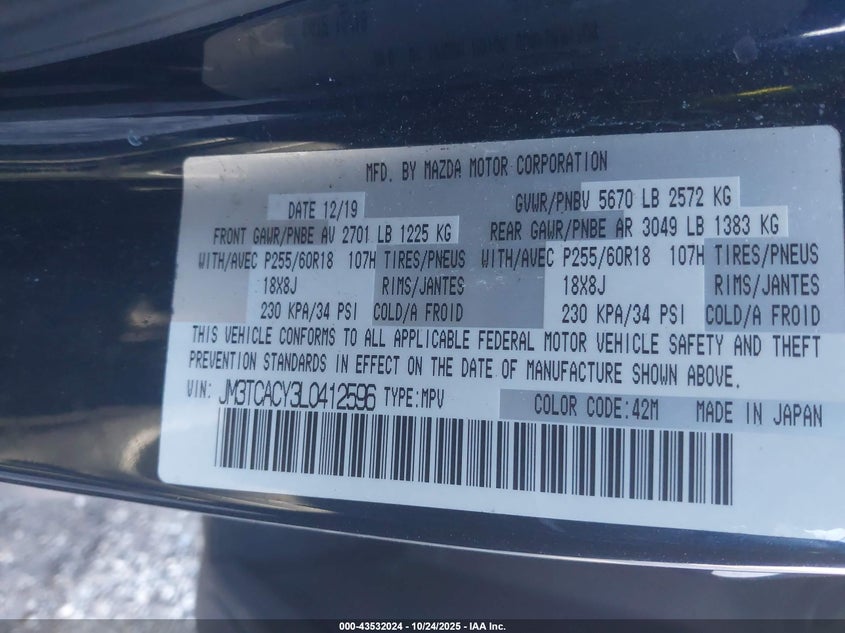 MFD. BY MAZDA MOTOR CORPORATION
DATE 12/19 GVWR/PNBV 5670 LB 2572 KG
FRONT GAWR/PNBE AV 2701 LB 1225 KG REAR GAWR/PNBE AR 3049 LB 1383 KG
WITH/AVEC P255/60R18 107H TIRES/PNEUS WITH/AVEC P255/60R18 107H TIRES/PNEUS
18X8J RIMS/JANTES 18X8J RIMS/JANTES
230 KPA/34 PSI COLD/A FROID 230 KPA/34 PSI COLD/A FROID
THIS VEHICLE CONFORMS TO ALL APPLICABLE FEDERAL MOTOR VEHICLE SAFETY AND THEFT
PREVENTION STANDARDS IN EFFECT ON THE DATE OF MANUFACTURE SHOWN ABOVE.
VIN: JM3TCACY3L0412596 TYPE:MPV COLOR CODE:42M MADE IN JAPAN
000-43532024 - 10/24/2025 - IAA Inc.